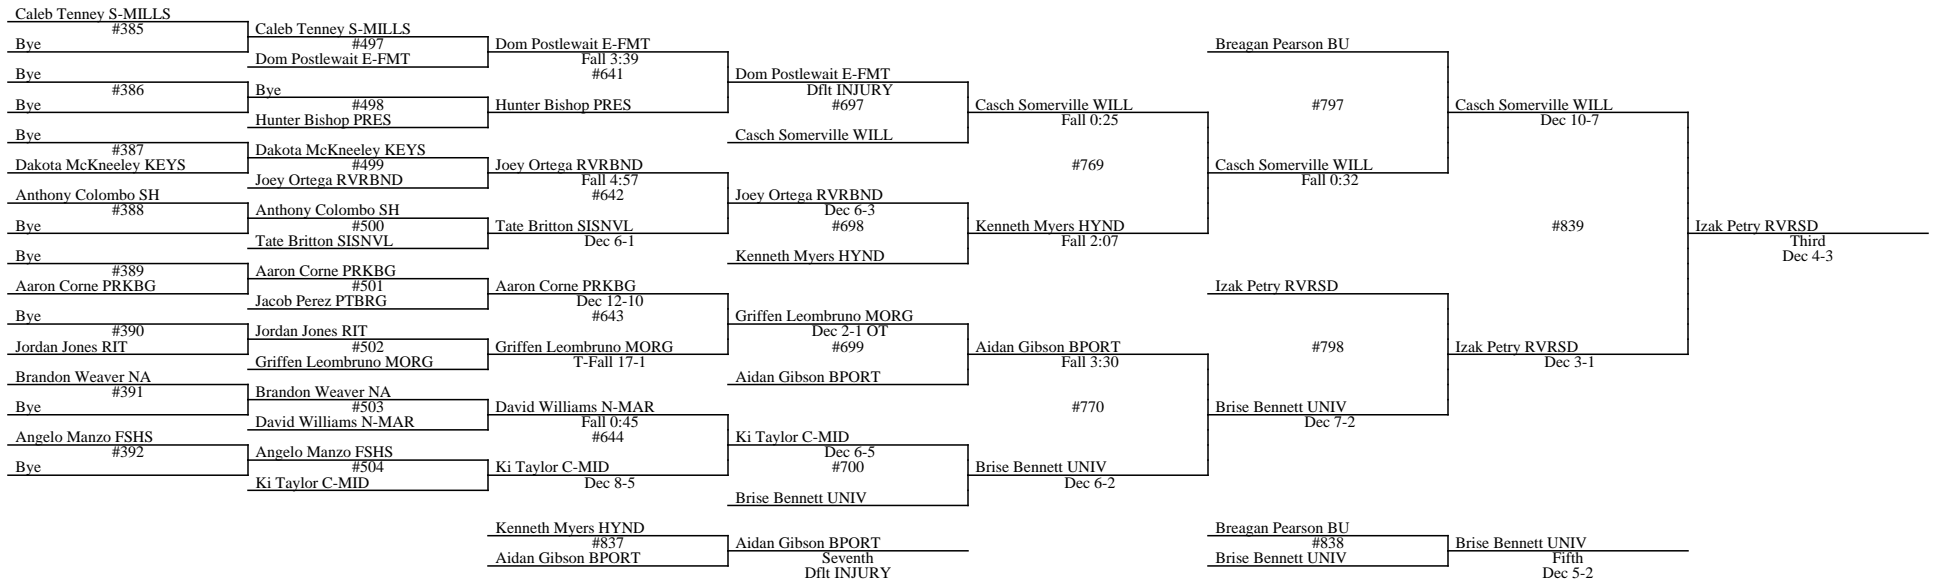 Caleb Tenney S-MILLS
#385
Bye
Bye
#386
Bye
Bye
#387
Dakota McKneeley KEYS
Anthony Colombo SH
#388
Bye
Bye
#389
Aaron Corne PRKBG
Bye
#390
Jordan Jones RIT
Brandon Weaver NA
#391
Bye
Angelo Manzo FSHS
#392
Bye
Caleb Tenney S-MILLS
#497
Dom Postlewait E-FMT
Bye
#498
Hunter Bishop PRES
Dakota McKneeley KEYS
#499
Joey Ortega RVRBND
Anthony Colombo SH
#500
Tate Britton SISNVL
Aaron Corne PRKBG
#501
Jacob Perez PTBRG
Jordan Jones RIT
#502
Griffen Leombruno MORG
Brandon Weaver NA
#503
David Williams N-MAR
Angelo Manzo FSHS
#504
Ki Taylor C-MID
Dom Postlewait E-FMT
Fall 3:39
#641
Hunter Bishop PRES
Joey Ortega RVRBND
Fall 4:57
#642
Tate Britton SISNVL
Dec 6-1
Aaron Corne PRKBG
Dec 12-10
#643
Griffen Leombruno MORG
T-Fall 17-1
David Williams N-MAR
Fall 0:45
#644
Ki Taylor C-MID
Dec 8-5
Dom Postlewait E-FMT
Dflt INJURY
#697
Casch Somerville WILL
Joey Ortega RVRBND
Dec 6-3
#698
Kenneth Myers HYND
Griffen Leombruno MORG
Dec 2-1 OT
#699
Aidan Gibson BPORT
Ki Taylor C-MID
Dec 6-5
#700
Brise Bennett UNIV
Casch Somerville WILL
Fall 0:25
#769
Kenneth Myers HYND
Fall 2:07
Aidan Gibson BPORT
Fall 3:30
#770
Brise Bennett UNIV
Dec 6-2
Breagan Pearson BU
#797
Casch Somerville WILL
Fall 0:32
Izak Petry RVRSD
#798
Brise Bennett UNIV
Dec 7-2
Casch Somerville WILL
Dec 10-7
#839
Izak Petry RVRSD
Dec 3-1
Izak Petry RVRSD
Third
Dec 4-3
Kenneth Myers HYND
#837
Aidan Gibson BPORT
Aidan Gibson BPORT
Seventh
Dflt INJURY
Breagan Pearson BU
#838
Brise Bennett UNIV
Brise Bennett UNIV
Fifth
Dec 5-2